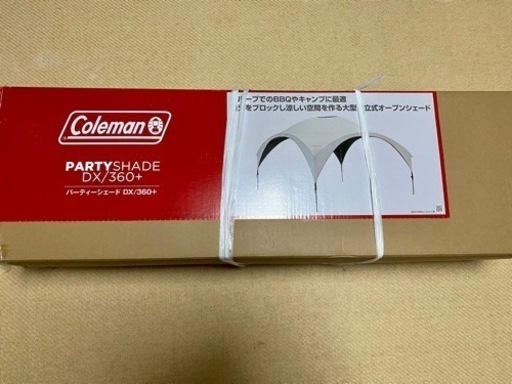 Coleman
PARTYSHADE
DX/360+
パーティーシェード DX/360+
ープでのBBQやキャンプに最適
をブロックし涼しい空間を作る大型 立式オープンシェード